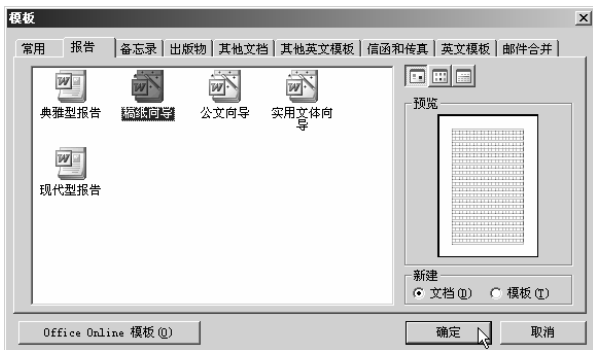 模板
常用 报告 备忘录 出版物 其他文档 其他英文模板 信函和传真 英文模板 邮件合并
典雅型报告 稿纸向导 公文向导 实用文体向导
现代型报告
预览
新建
文档(D) 模板(T)
Office Online 模板(O) 确定 取消